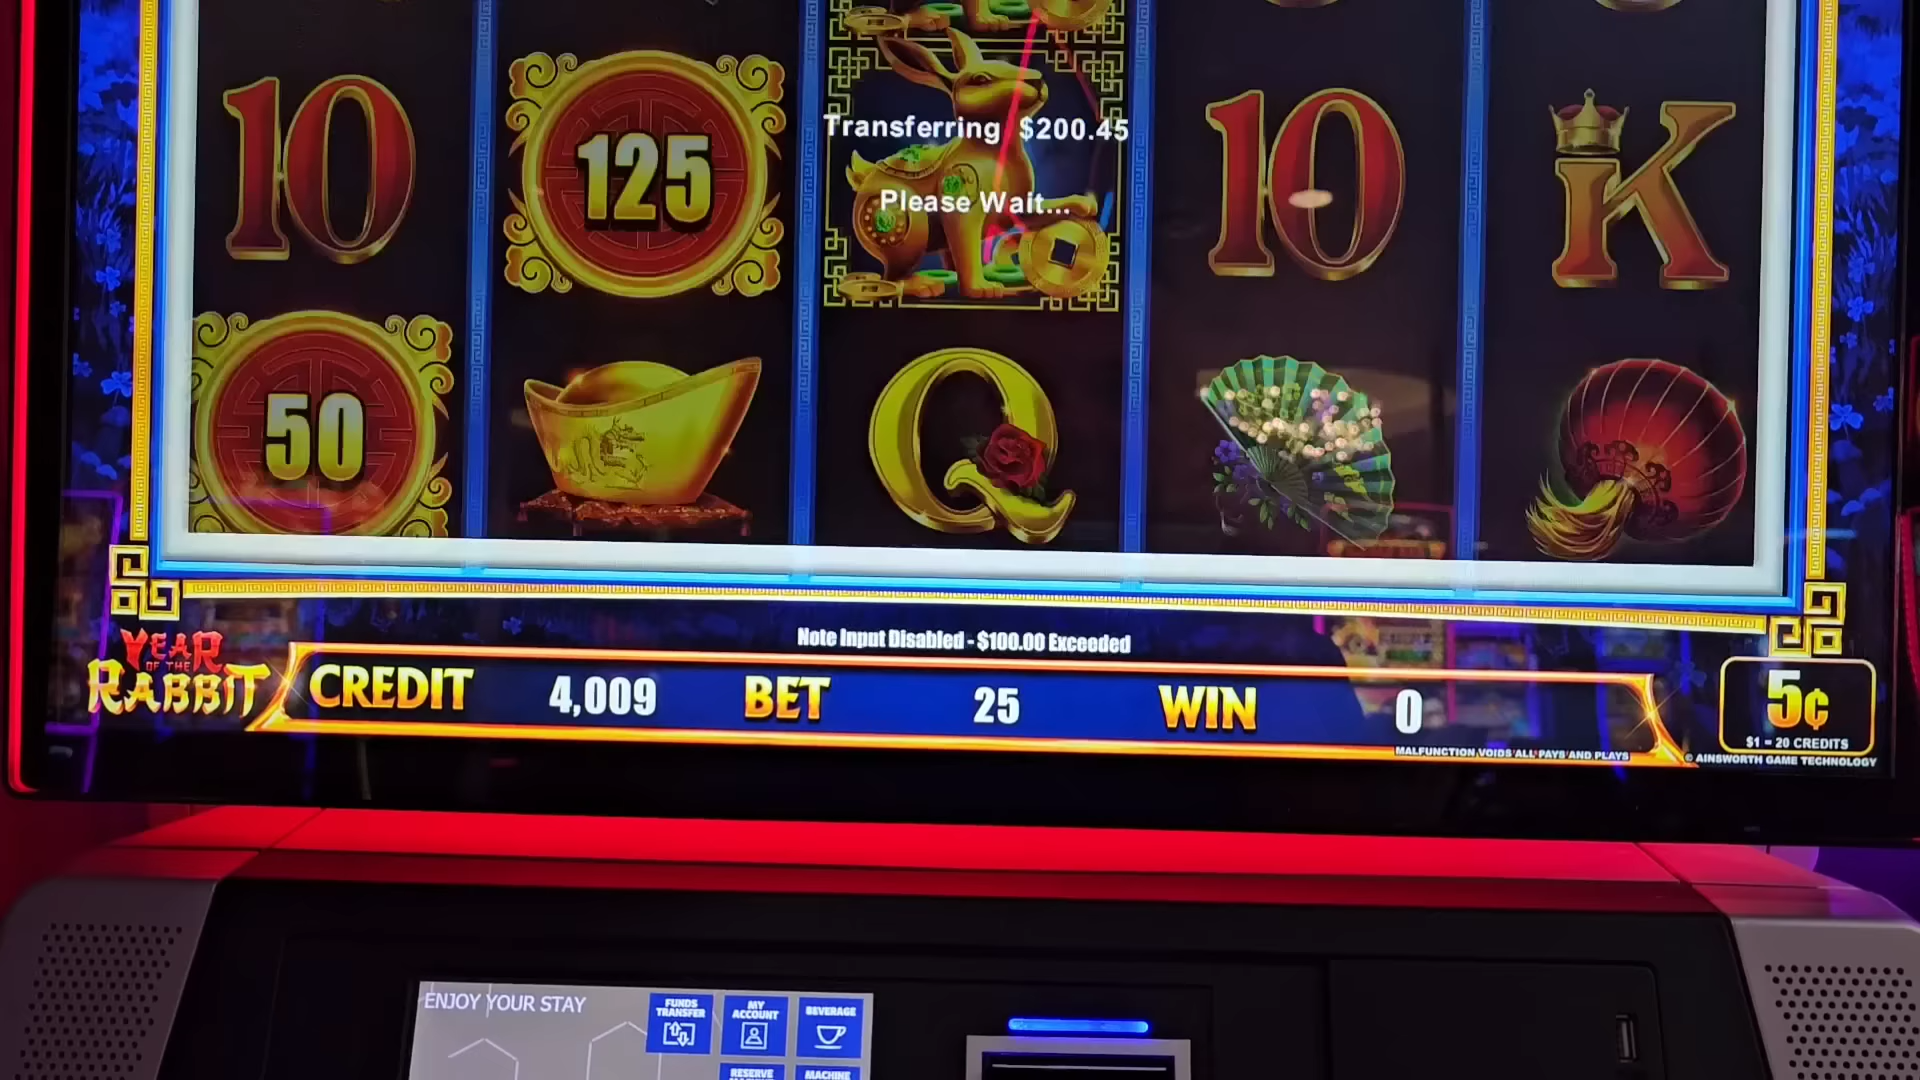 10
125
Transferring $200.45
Please Wait...
10
K
50
Q
Note Input Disabled - $100.00 Exceeded
YEAR
OF THE
RABBIT
CREDIT 4,009 BET 25 WIN 0
5¢
$1 = 20 CREDITS
MALFUNCTION VOIDS ALL PAYS AND PLAYS
© AINSWORTH GAME TECHNOLOGY
ENJOY YOUR STAY
FUNDS
TRANSFER
MY
ACCOUNT
BEVERAGE
RESERVE
MACHINE